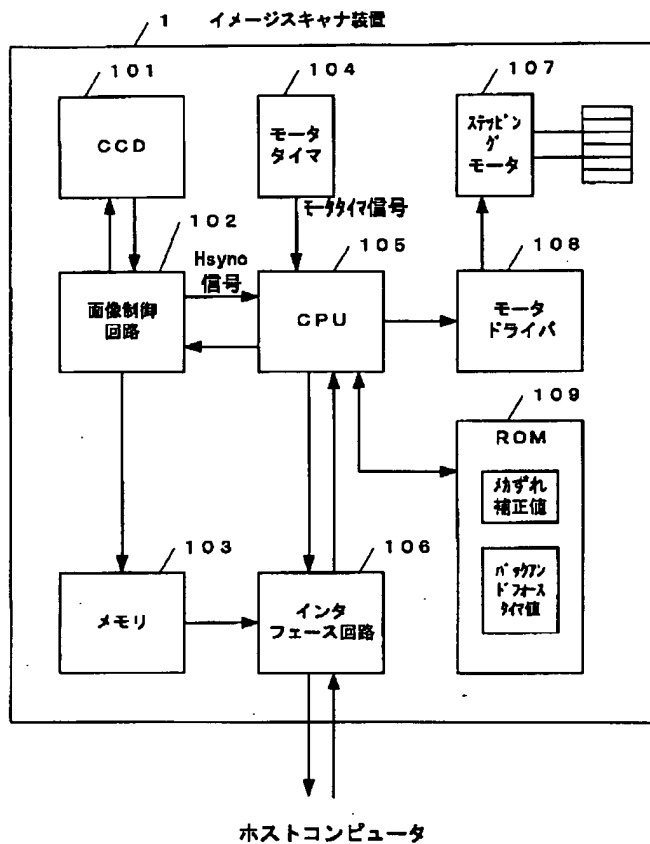 1 イメージスキャナ装置
101
CCD
104
モータ
タイマ
107
ステッピン
グ
モータ
モータタイマ信号
102
Hsync
信号
105
108
画像制御
回路
CPU
モータ
ドライバ
109
ROM
メカずれ
補正値
バックアン
ドフォース
タイマ値
103
メモリ
106
インタ
フェース回路
ホストコンピュータ